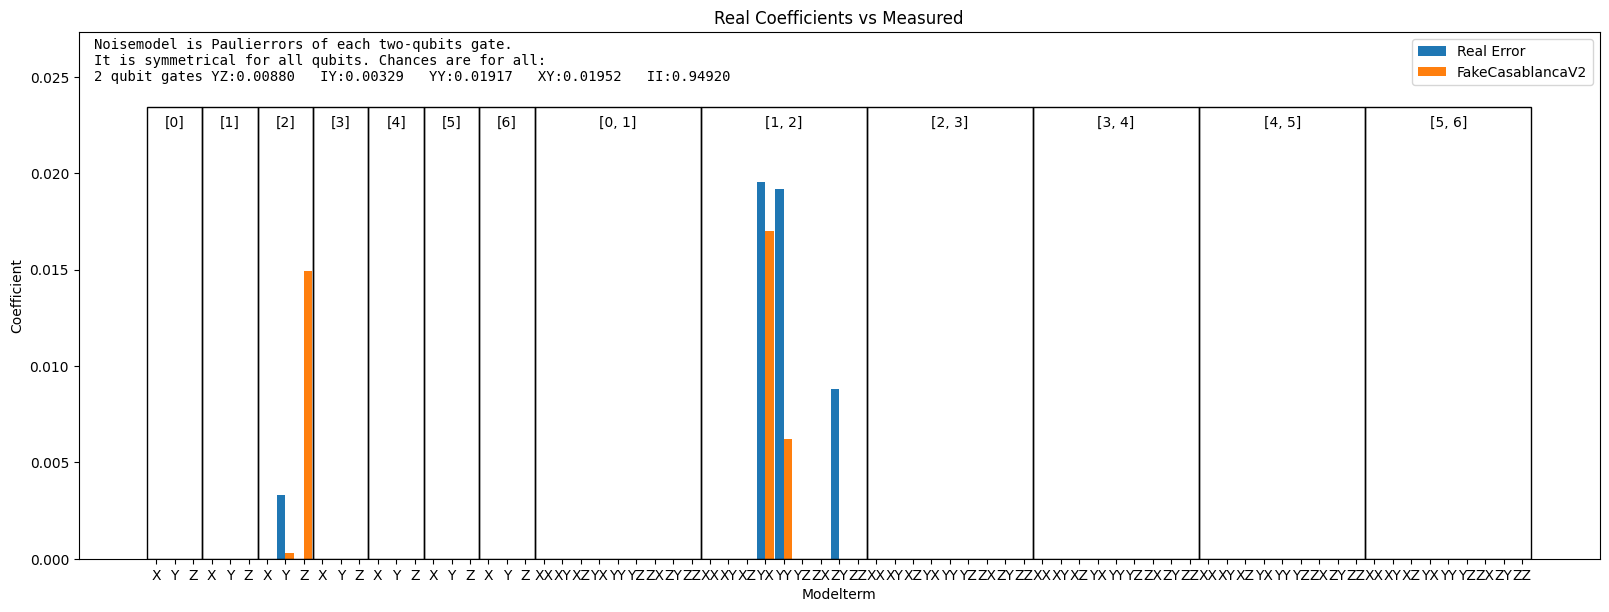 Real Coefficients vs Measured
Noisemodel is Paulierrors of each two-qubits gate.
It is symmetrical for all qubits. Chances are for all:
2 qubit gates YZ:0.00880   IY:0.00329   YY:0.01917   XY:0.01952   II:0.94920
Real Error
FakeCasablancaV2
[0] [1] [2] [3] [4] [5] [6] [0, 1] [1, 2] [2, 3] [3, 4] [4, 5] [5, 6]
0.025
0.020
0.015
0.010
0.005
0.000
Coefficient
X Y Z X Y Z X Y Z X Y Z X Y Z X Y Z X Y Z XX XY XZ YX YY YZ ZX ZY ZZ XX XY XZ YX YY YZ ZX ZY ZZ XX XY XZ YX YY YZ ZX ZY ZZ XX XY XZ YX YY YZ ZX ZY ZZ XX XY XZ YX YY YZ ZX ZY ZZ XX XY XZ YX YY YZ ZX ZY ZZ
Modelterm